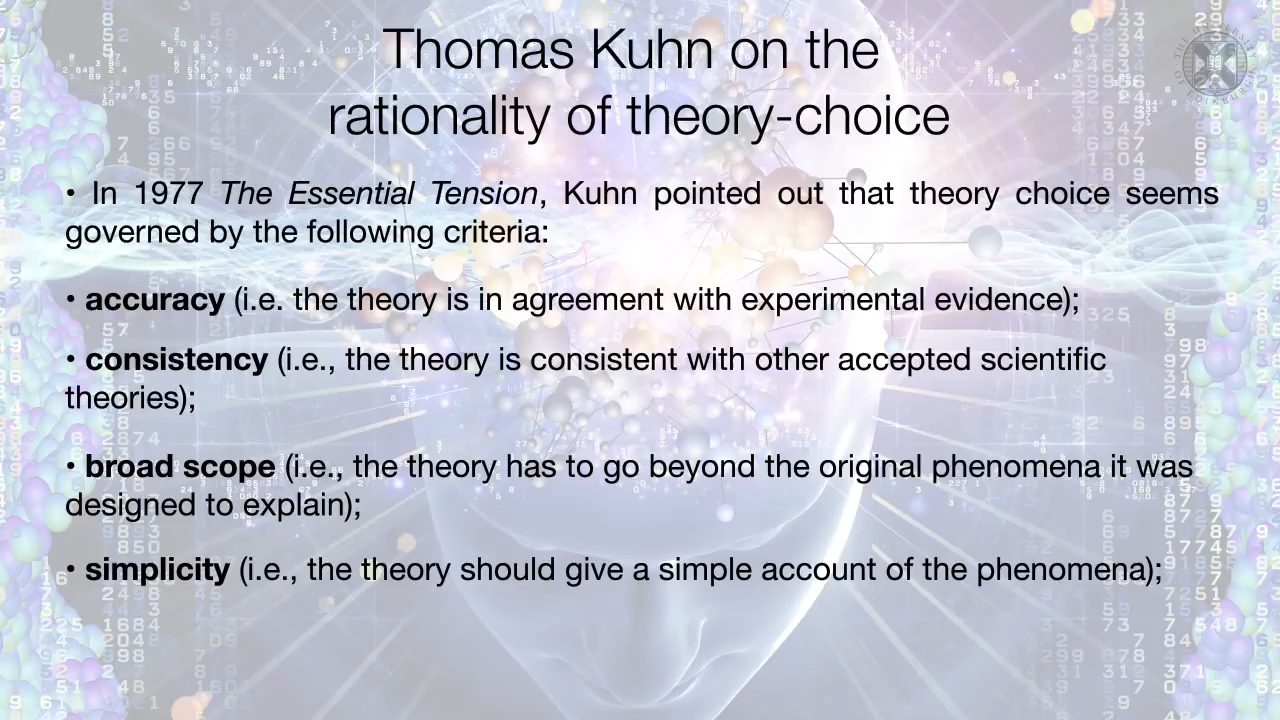 Thomas Kuhn on the
rationality of theory-choice
• In 1977 The Essential Tension, Kuhn pointed out that theory choice seems
governed by the following criteria:
• accuracy (i.e. the theory is in agreement with experimental evidence);
• consistency (i.e., the theory is consistent with other accepted scientific
theories);
• broad scope (i.e., the theory has to go beyond the original phenomena it was
designed to explain);
• simplicity (i.e., the theory should give a simple account of the phenomena);